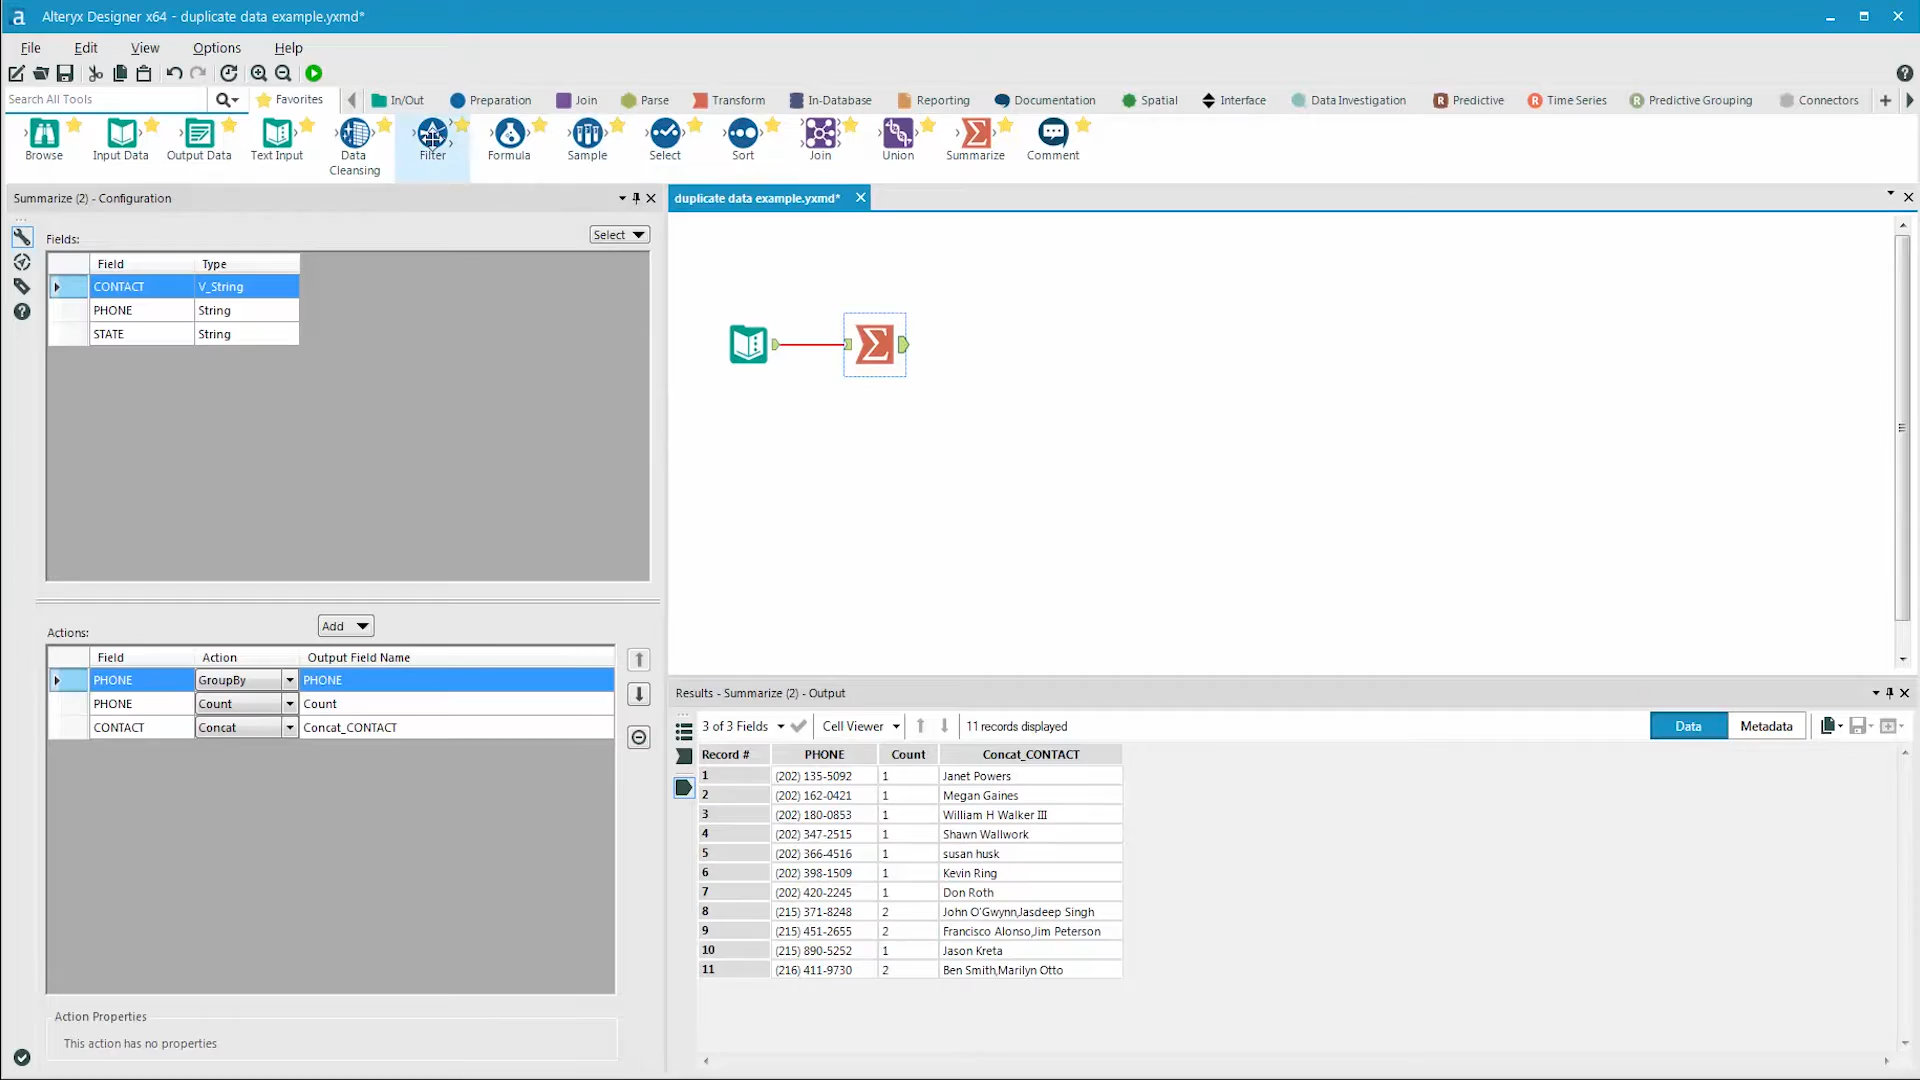 a Alteryx Designer x64 - duplicate data example.yxmd*
File Edit View Options Help
Search All Tools Favorites In/Out Preparation Join Parse Transform In-Database Reporting Documentation Spatial Interface Data Investigation Predictive Time Series Predictive Grouping Connectors
Browse Input Data Output Data Text Input Data Cleansing Filter Formula Sample Select Sort Join Union Summarize Comment
Summarize (2) - Configuration
duplicate data example.yxmd*
Fields:
Select
Field Type
CONTACT V_String
PHONE String
STATE String
Add
Actions:
Field Action Output Field Name
PHONE GroupBy PHONE
PHONE Count Count
CONTACT Concat Concat_CONTACT
Action Properties
This action has no properties
Results - Summarize (2) - Output
3 of 3 Fields Cell Viewer 11 records displayed Data Metadata
Record # PHONE Count Concat_CONTACT
1 (202) 135-5092 1 Janet Powers
2 (202) 162-0421 1 Megan Gaines
3 (202) 180-0853 1 William H Walker III
4 (202) 347-2515 1 Shawn Wallwork
5 (202) 366-4516 1 susan husk
6 (202) 398-1509 1 Kevin Ring
7 (202) 420-2245 1 Don Roth
8 (215) 371-8248 2 John O'Gwynn,Jasdeep Singh
9 (215) 451-2655 2 Francisco Alonso,Jim Peterson
10 (215) 890-5252 1 Jason Kreta
11 (216) 411-9730 2 Ben Smith,Marilyn Otto